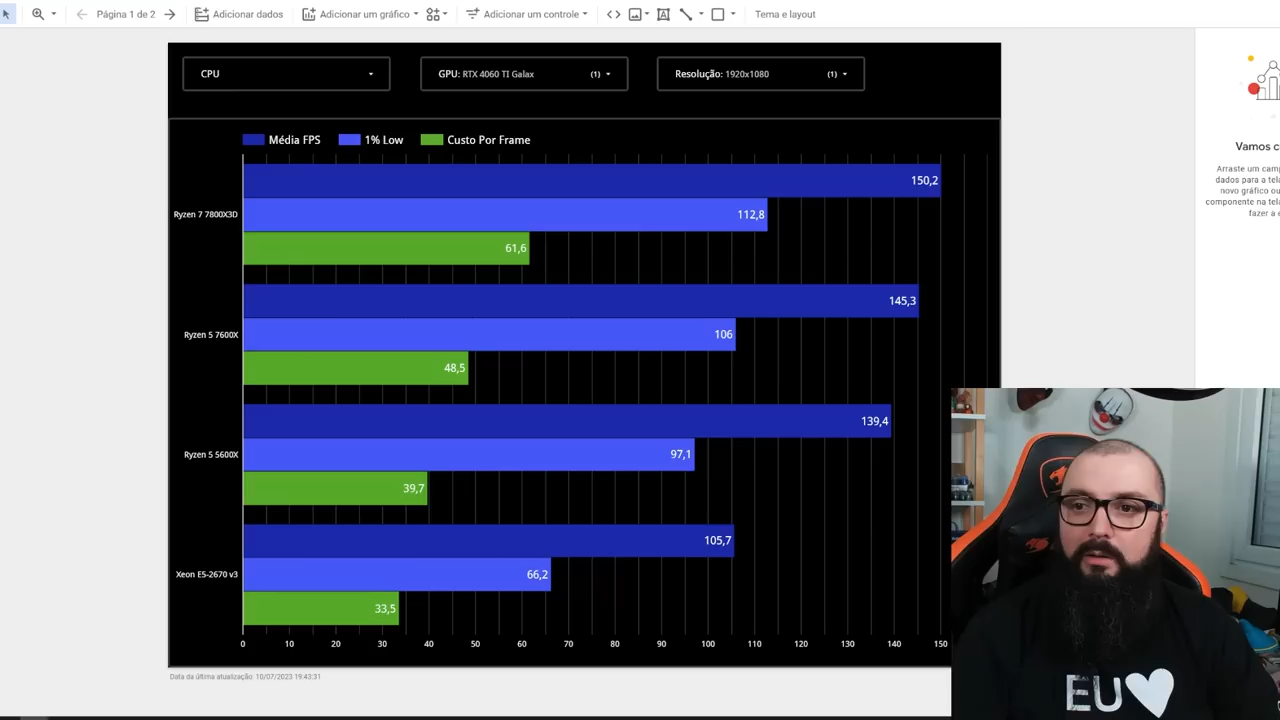 Página 1 de 2
Adicionar dados
Adicionar um gráfico
Adicionar um controle
Tema e layout
CPU
GPU: RTX 4060 TI Galax (1)
Resolução: 1920x1080 (1)
Média FPS
1% Low
Custo Por Frame
Ryzen 7 7800X3D
150,2
112,8
61,6
Ryzen 5 7600X
145,3
106
48,5
Ryzen 5 5600X
139,4
97,1
39,7
Xeon E5-2670 v3
105,7
66,2
33,5
0 10 20 30 40 50 60 70 80 90 100 110 120 130 140 150
Data da última atualização: 10/07/2023 19:43:31
Vamos c
Arraste um camp
dados para a tela
novo gráfico ou
componente na tela
fazer a e
EU